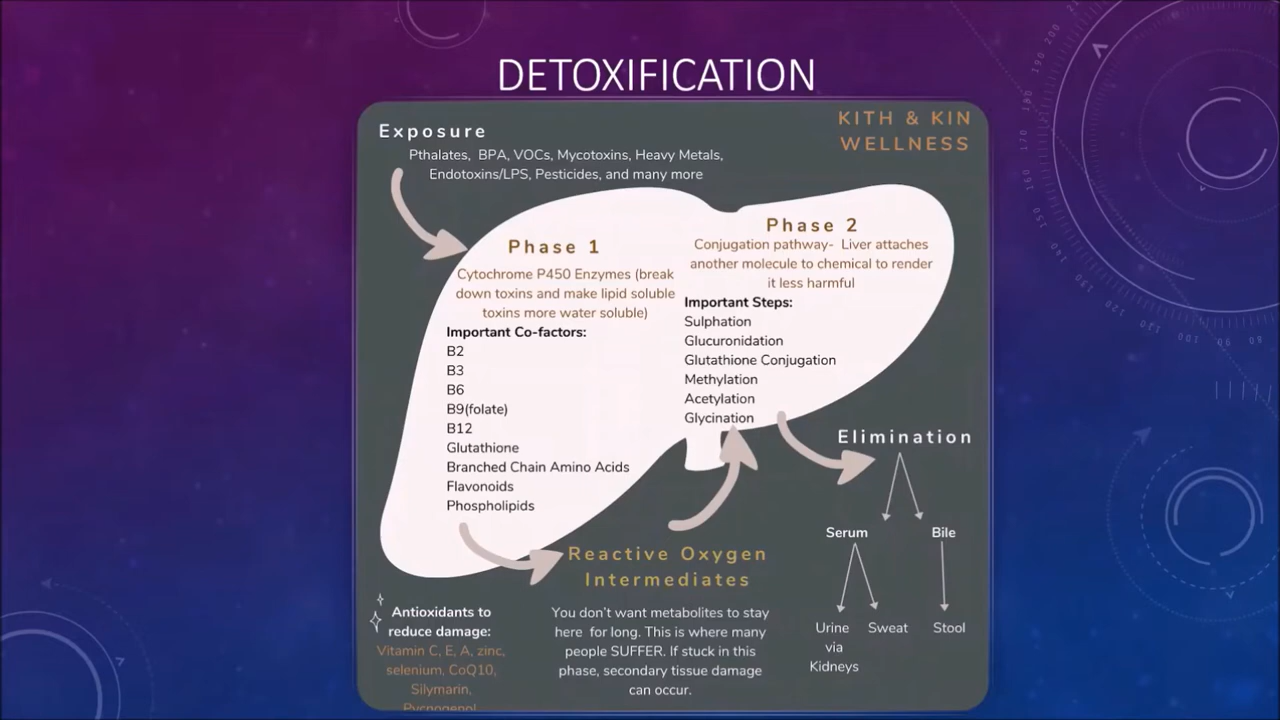 DETOXIFICATION
KITH & KIN
WELLNESS
Exposure
Pthalates, BPA, VOCs, Mycotoxins, Heavy Metals,
Endotoxins/LPS, Pesticides, and many more
Phase 1
Cytochrome P450 Enzymes (break
down toxins and make lipid soluble
toxins more water soluble)
Important Co-factors:
B2
B3
B6
B9(folate)
B12
Glutathione
Branched Chain Amino Acids
Flavonoids
Phospholipids
Phase 2
Conjugation pathway- Liver attaches
another molecule to chemical to render
it less harmful
Important Steps:
Sulphation
Glucuronidation
Glutathione Conjugation
Methylation
Acetylation
Glycination
Reactive Oxygen
Intermediates
You don't want metabolites to stay
here for long. This is where many
people SUFFER. If stuck in this
phase, secondary tissue damage
can occur.
Antioxidants to
reduce damage:
Vitamin C, E, A, zinc,
selenium, CoQ10,
Silymarin,
Pycnogenol
Elimination
Serum
Bile
Urine
via
Kidneys
Sweat
Stool